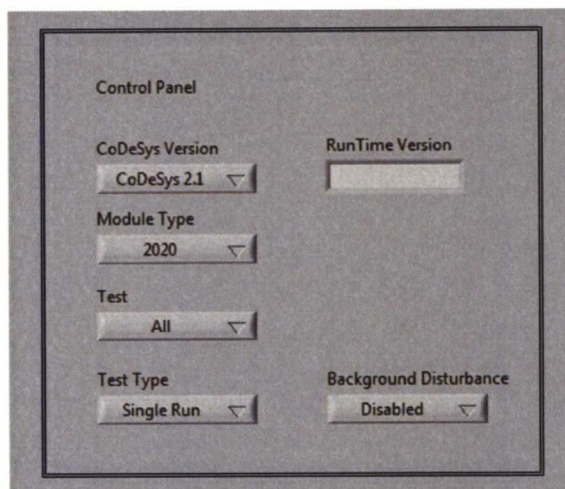 Control Panel
CoDeSys Version
RunTime Version
CoDeSys 2.1
Module Type
2020
Test
All
Test Type
Background Disturbance
Single Run
Disabled